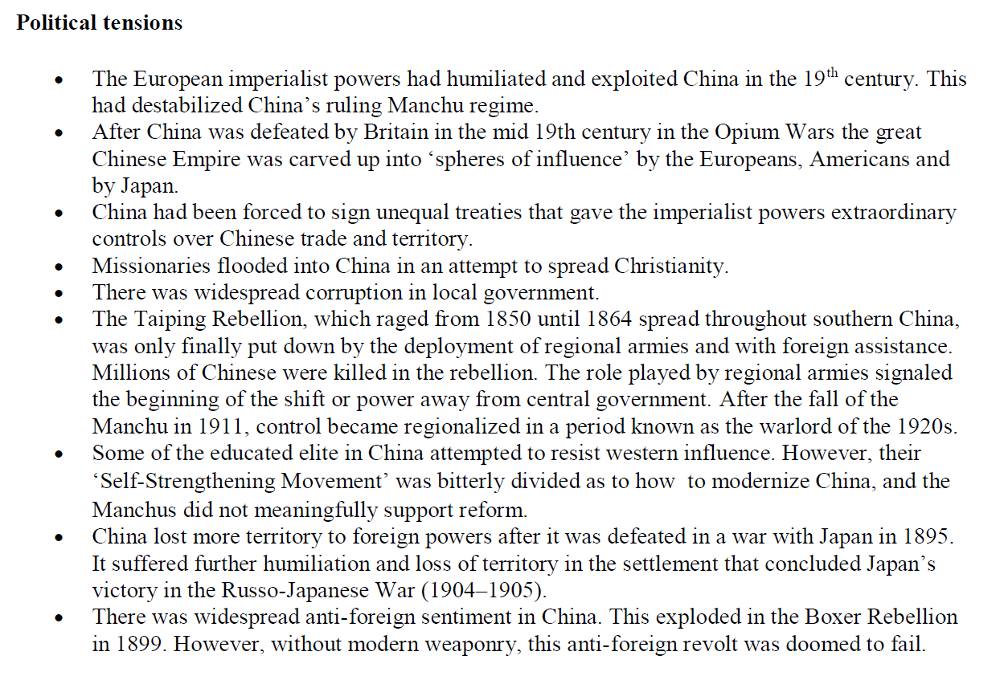 Political tensions
• The European imperialist powers had humiliated and exploited China in the 19th century. This
had destabilized China's ruling Manchu regime.
• After China was defeated by Britain in the mid 19th century in the Opium Wars the great
Chinese Empire was carved up into ‘spheres of influence’ by the Europeans, Americans and
by Japan.
• China had been forced to sign unequal treaties that gave the imperialist powers extraordinary
controls over Chinese trade and territory.
• Missionaries flooded into China in an attempt to spread Christianity.
• There was widespread corruption in local government.
• The Taiping Rebellion, which raged from 1850 until 1864 spread throughout southern China,
was only finally put down by the deployment of regional armies and with foreign assistance.
Millions of Chinese were killed in the rebellion. The role played by regional armies signaled
the beginning of the shift or power away from central government. After the fall of the
Manchu in 1911, control became regionalized in a period known as the warlord of the 1920s.
• Some of the educated elite in China attempted to resist western influence. However, their
‘Self-Strengthening Movement’ was bitterly divided as to how  to modernize China, and the
Manchus did not meaningfully support reform.
• China lost more territory to foreign powers after it was defeated in a war with Japan in 1895.
It suffered further humiliation and loss of territory in the settlement that concluded Japan's
victory in the Russo-Japanese War (1904–1905).
• There was widespread anti-foreign sentiment in China. This exploded in the Boxer Rebellion
in 1899. However, without modern weaponry, this anti-foreign revolt was doomed to fail.